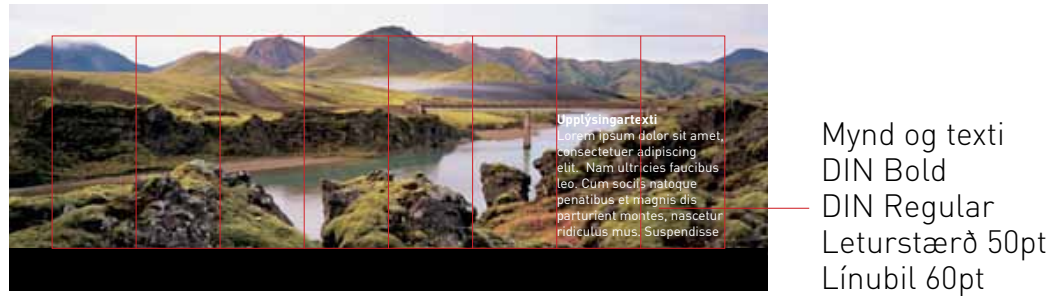 Upplýsingartexti
Lorem ipsum dolor sit amet,
consectetuer adipiscing
elit. Nam ultricies faucibus
leo. Cum sociis natoque
penatibus et magnis dis
parturient montes, nascetur
ridiculus mus. Suspendisse
Mynd og texti
DIN Bold
DIN Regular
Leturstærð 50pt
Línubil 60pt